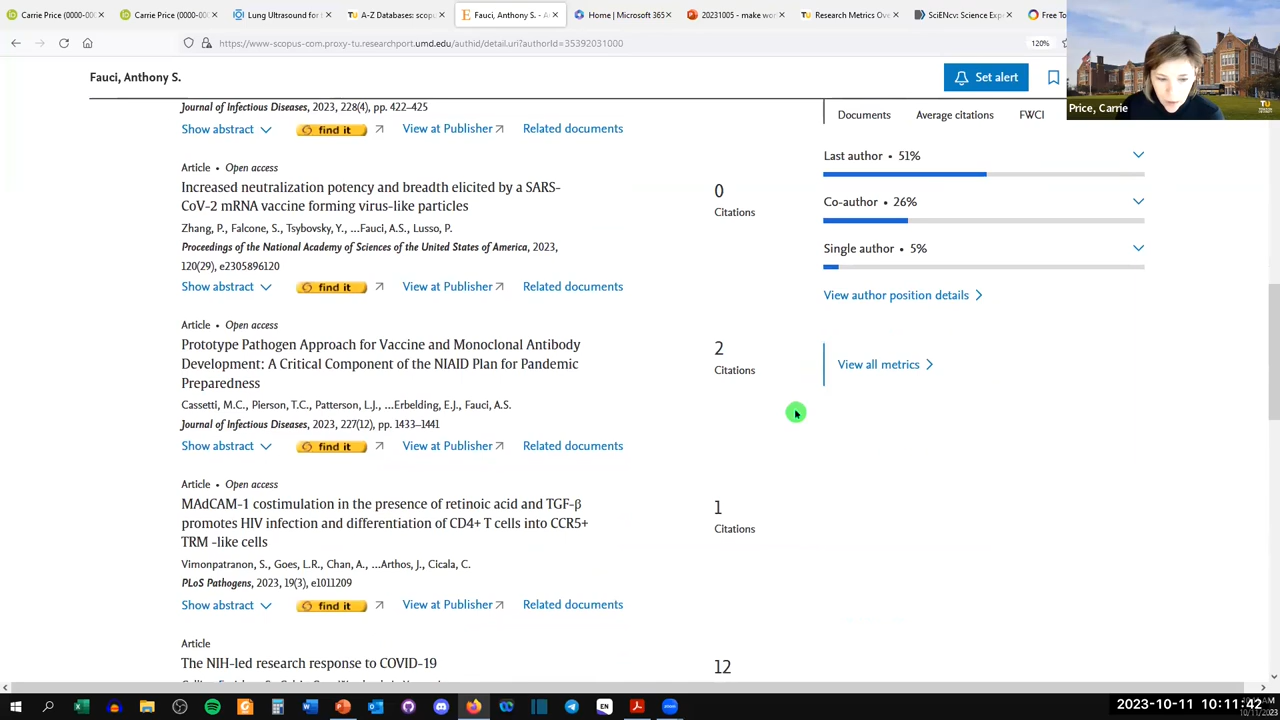 Carrie Price (0000-000
Carrie Price (0000-000
Lung Ultrasound for
A-Z Databases: scop
Fauci, Anthony S. - A
Home | Microsoft 365
20231005 - make wor
Research Metrics Ove
SciENcv: Science Exp
Free To
https://www-scopus-com.proxy-tu.researchport.umd.edu/authid/detail.uri?authorId=35392031000
120%
Fauci, Anthony S.
Set alert
Price, Carrie
TU
Journal of Infectious Diseases, 2023, 228(4), pp. 422–425
Show abstract find it View at Publisher Related documents
Article • Open access
Increased neutralization potency and breadth elicited by a SARS-
CoV-2 mRNA vaccine forming virus-like particles
Zhang, P., Falcone, S., Tsybovsky, Y., ...Fauci, A.S., Lusso, P.
Proceedings of the National Academy of Sciences of the United States of America, 2023,
120(29), e2305896120
0
Citations
Show abstract find it View at Publisher Related documents
Article • Open access
Prototype Pathogen Approach for Vaccine and Monoclonal Antibody
Development: A Critical Component of the NIAID Plan for Pandemic
Preparedness
Cassetti, M.C., Pierson, T.C., Patterson, L.J., ...Erbelding, E.J., Fauci, A.S.
Journal of Infectious Diseases, 2023, 227(12), pp. 1433–1441
2
Citations
Show abstract find it View at Publisher Related documents
Article • Open access
MAdCAM-1 costimulation in the presence of retinoic acid and TGF-β
promotes HIV infection and differentiation of CD4+ T cells into CCR5+
TRM -like cells
Vimonpatranon, S., Goes, L.R., Chan, A., ...Arthos, J., Cicala, C.
PLoS Pathogens, 2023, 19(3), e1011209
1
Citations
Show abstract find it View at Publisher Related documents
Article
The NIH-led research response to COVID-19
12
Documents Average citations FWCI
Last author • 51%
Co-author • 26%
Single author • 5%
View author position details
View all metrics
EN
2023-10-11 10:11:42